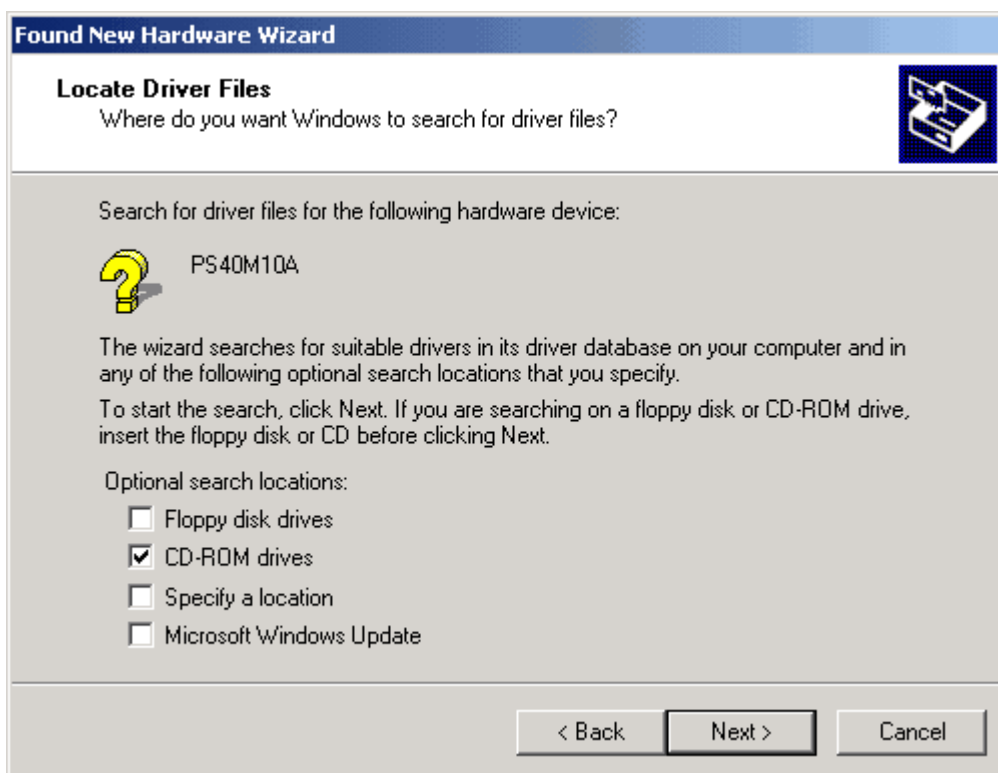 Found New Hardware Wizard
Locate Driver Files
Where do you want Windows to search for driver files?
Search for driver files for the following hardware device:
PS40M10A
The wizard searches for suitable drivers in its driver database on your computer and in
any of the following optional search locations that you specify.
To start the search, click Next. If you are searching on a floppy disk or CD-ROM drive,
insert the floppy disk or CD before clicking Next.
Optional search locations:
Floppy disk drives
CD-ROM drives
Specify a location
Microsoft Windows Update
< Back
Next >
Cancel